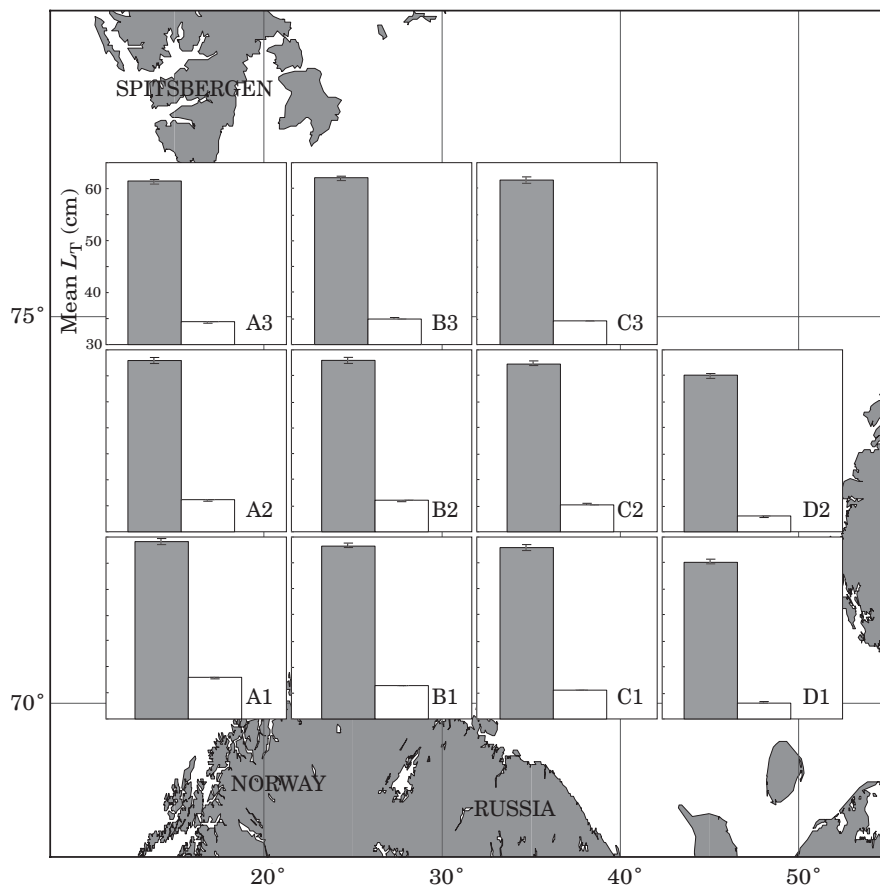 SPITSBERGEN
60
50
40
30
Mean L_T (cm)
A3
B3
C3
75°
A2
B2
C2
D2
A1
B1
C1
D1
70°
NORWAY
RUSSIA
20°
30°
40°
50°